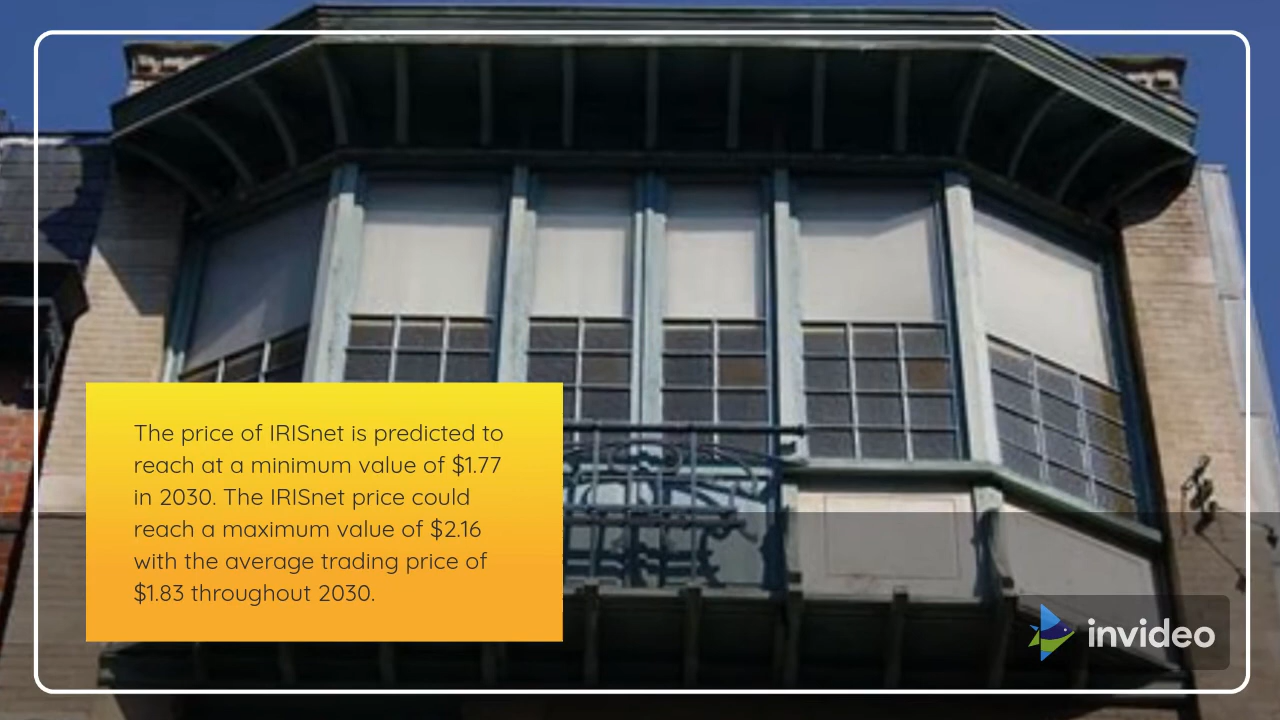 The price of IRISnet is predicted to
reach at a minimum value of $1.77
in 2030. The IRISnet price could
reach a maximum value of $2.16
with the average trading price of
$1.83 throughout 2030.
invideo